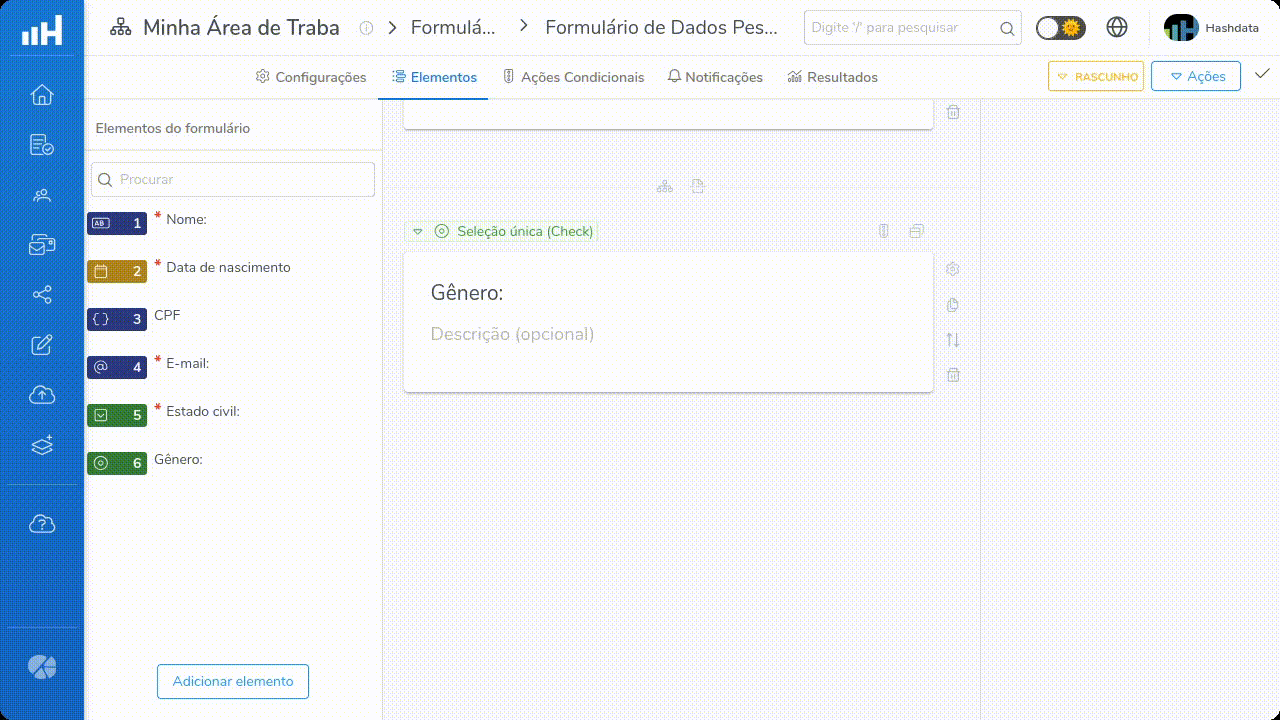 Minha Área de Traba
Formulá...
Formulário de Dados Pes...
Digite '/' para pesquisar
Hashdata
Configurações
Elementos
Ações Condicionais
Notificações
Resultados
RASCUNHO
Ações
Elementos do formulário
Procurar
AB 1 * Nome:
2 * Data de nascimento
3 CPF
4 * E-mail:
5 * Estado civil:
6 Gênero:
Adicionar elemento
Seleção única (Check)
Gênero:
Descrição (opcional)